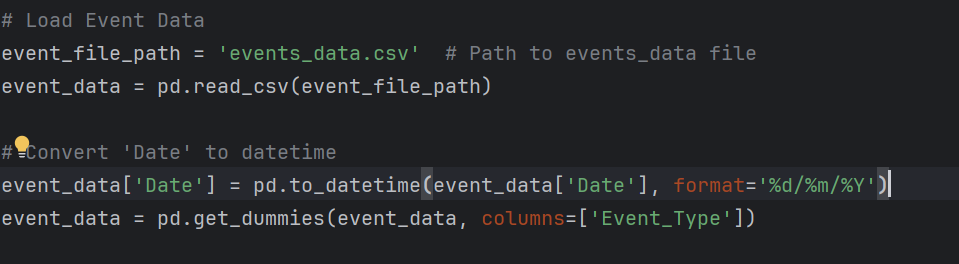 # Load Event Data
event_file_path = 'events_data.csv'  # Path to events_data file
event_data = pd.read_csv(event_file_path)
# Convert 'Date' to datetime
event_data['Date'] = pd.to_datetime(event_data['Date'], format='%d/%m/%Y')
event_data = pd.get_dummies(event_data, columns=['Event_Type'])